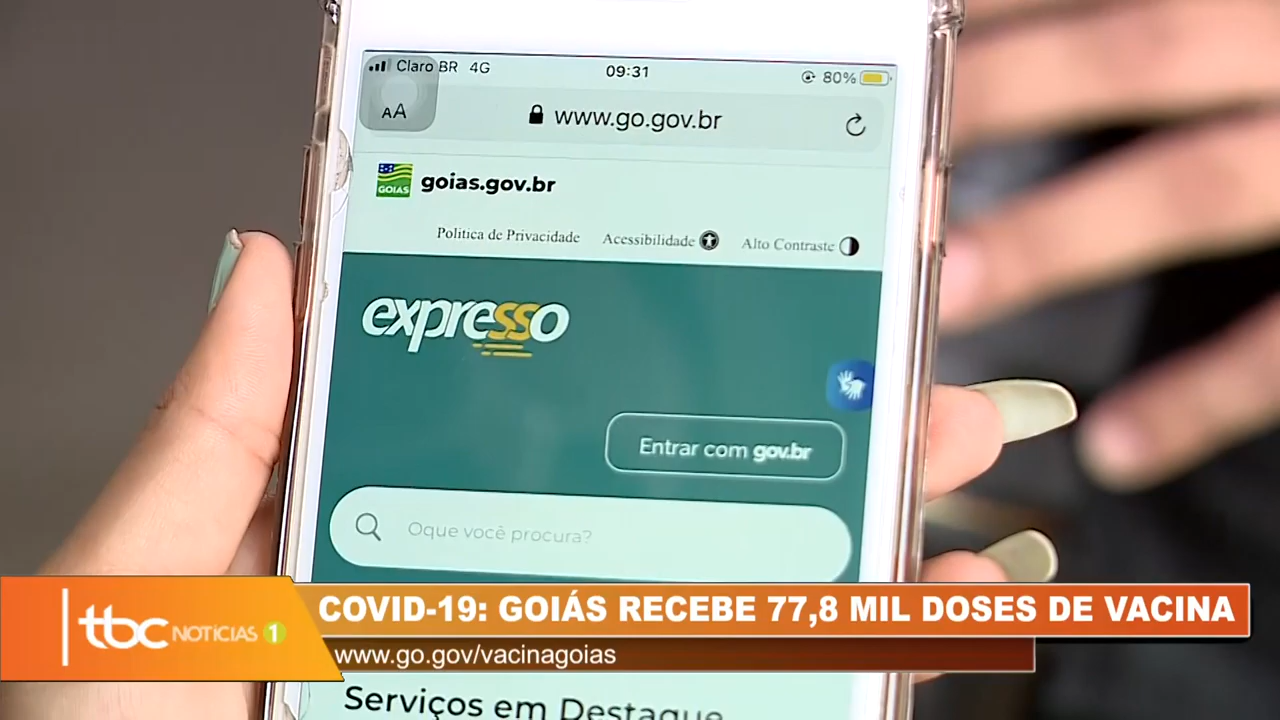 Claro BR 4G 09:31 80%
AA www.go.gov.br
GOIÁS goias.gov.br
Politica de Privacidade Acessibilidade Alto Contraste
expresso
Entrar com gov.br
Oque você procura?
COVID-19: GOIÁS RECEBE 77,8 MIL DOSES DE VACINA
tbc NOTÍCIAS 1
www.go.gov/vacinagoias
Serviços em Destaque